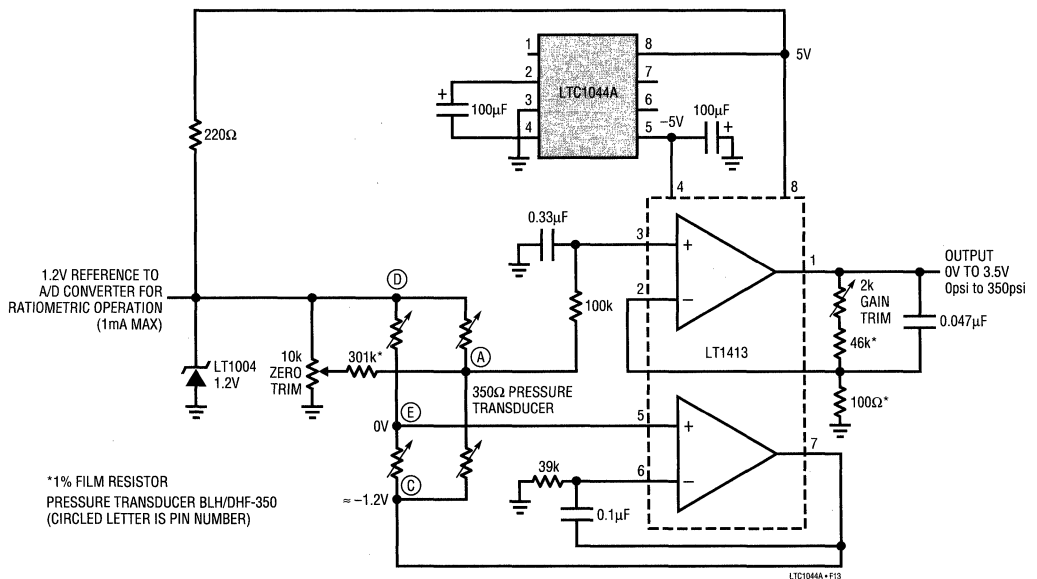 1
2
3
4
8
7
6
5
LTC1044A
5V
–5V
+
100µF
100µF
+
220Ω
4
8
0.33µF
3
+
2
–
1
100k
LT1413
OUTPUT
0V TO 3.5V
0psi to 350psi
2k
GAIN
TRIM
0.047µF
46k*
100Ω*
1.2V REFERENCE TO
A/D CONVERTER FOR
RATIOMETRIC OPERATION
(1mA MAX)
D
LT1004
1.2V
10k
ZERO
TRIM
301k*
A
350Ω PRESSURE
TRANSDUCER
0V
E
5
+
6
–
7
39k
0.1µF
≈ –1.2V
C
*1% FILM RESISTOR
PRESSURE TRANSDUCER BLH/DHF-350
(CIRCLED LETTER IS PIN NUMBER)
LTC1044A • F13